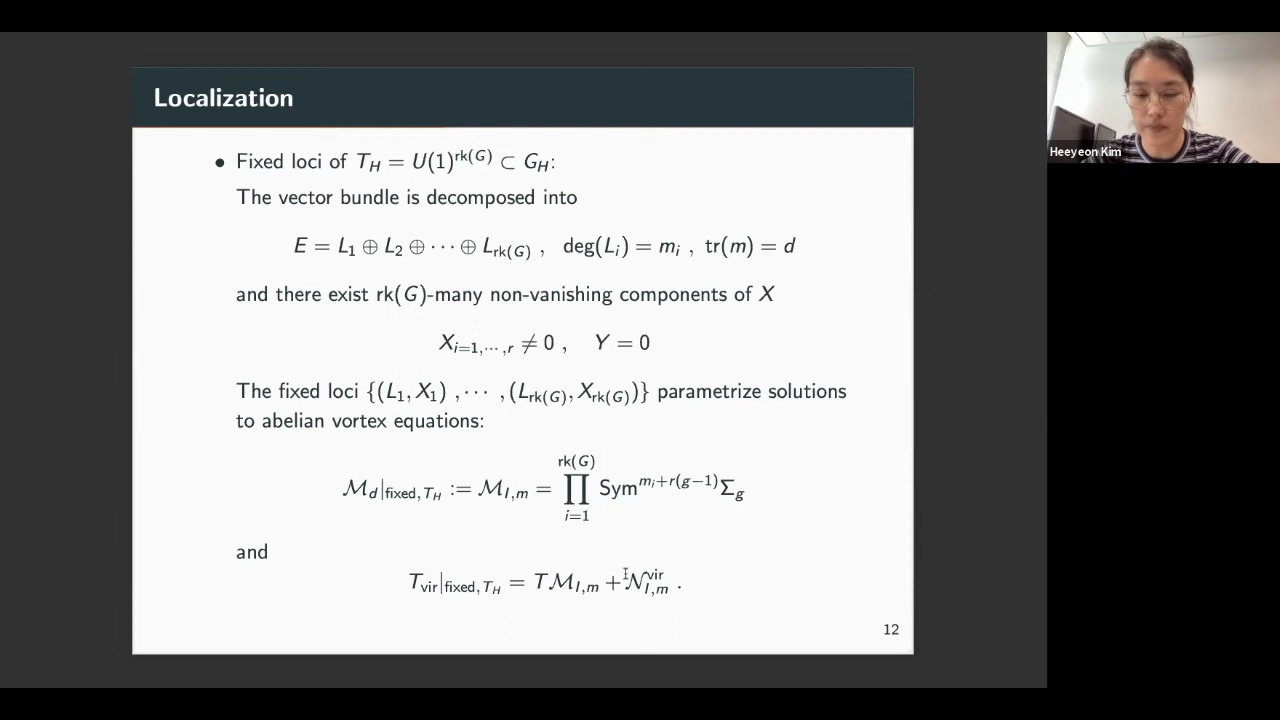 Localization
• Fixed loci of T_H = U(1)^{rk(G)} ⊂ G_H:
The vector bundle is decomposed into
E = L_1 ⊕ L_2 ⊕ ··· ⊕ L_{rk(G)} , deg(L_i) = m_i , tr(m) = d
and there exist rk(G)-many non-vanishing components of X
X_{i=1,··· ,r} ≠ 0 , Y = 0
The fixed loci {(L_1, X_1) , ··· , (L_{rk(G)}, X_{rk(G)})} parametrize solutions
to abelian vortex equations:
M_d|_{fixed, T_H} := M_{I,m} = ∏_{i=1}^{rk(G)} Sym^{m_i+r(g−1)} Σ_g
and
T_{vir}|_{fixed, T_H} = TM_{I,m} + N^{vir}_{I,m} .
12
Heeyeon Kim